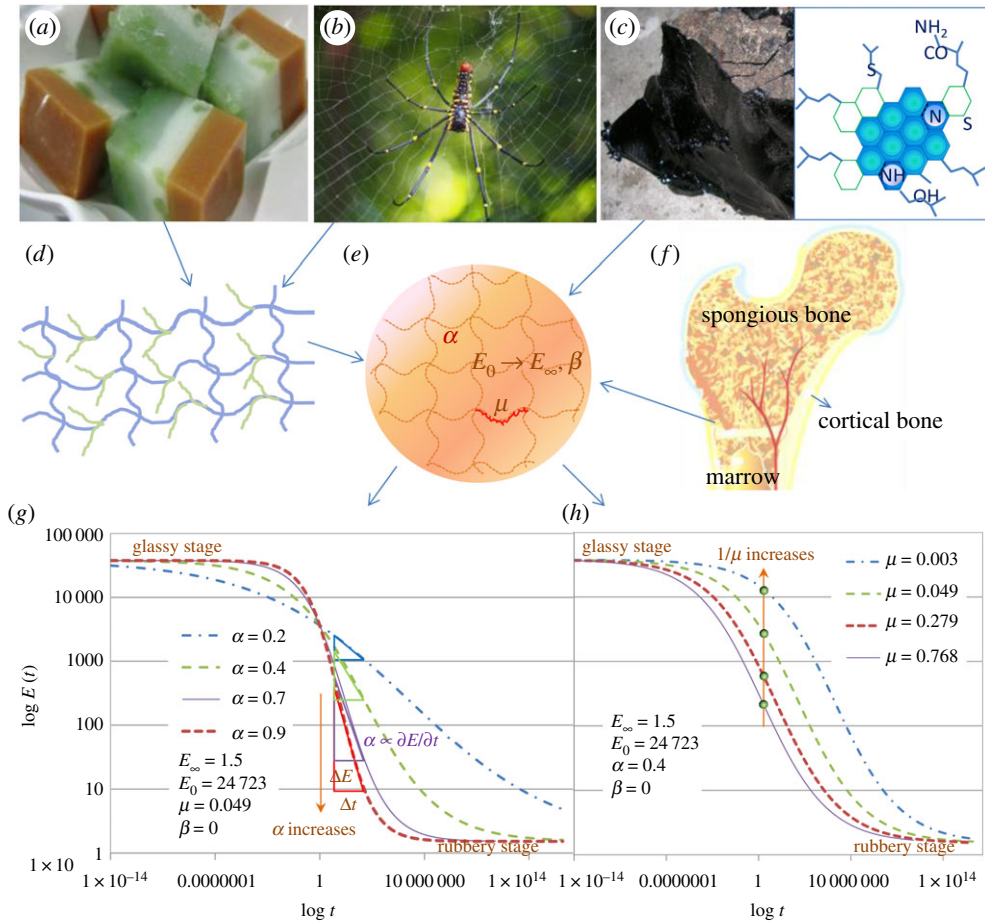 (a)
(b)
(c)
NH2
CO
S
N
S
NH
OH
(d)
(e)
(f)
α
E0 → E∞, β
μ
spongious bone
cortical bone
marrow
(g)
100 000
10 000
1000
100
10
1
1 × 10
log E (t)
glassy stage
α = 0.2
α = 0.4
α = 0.7
α = 0.9
E∞ = 1.5
E0 = 24 723
μ = 0.049
β = 0
α ∝ ∂E/∂t
ΔE
Δt
α increases
rubbery stage
1 × 10−14
0.0000001
1
10 000 000
1 × 1014
log t
(h)
glassy stage
1/μ increases
μ = 0.003
μ = 0.049
μ = 0.279
μ = 0.768
E∞ = 1.5
E0 = 24 723
α = 0.4
β = 0
rubbery stage
1 × 10−14
0.0000001
1
10 000 000
1 × 1014
log t